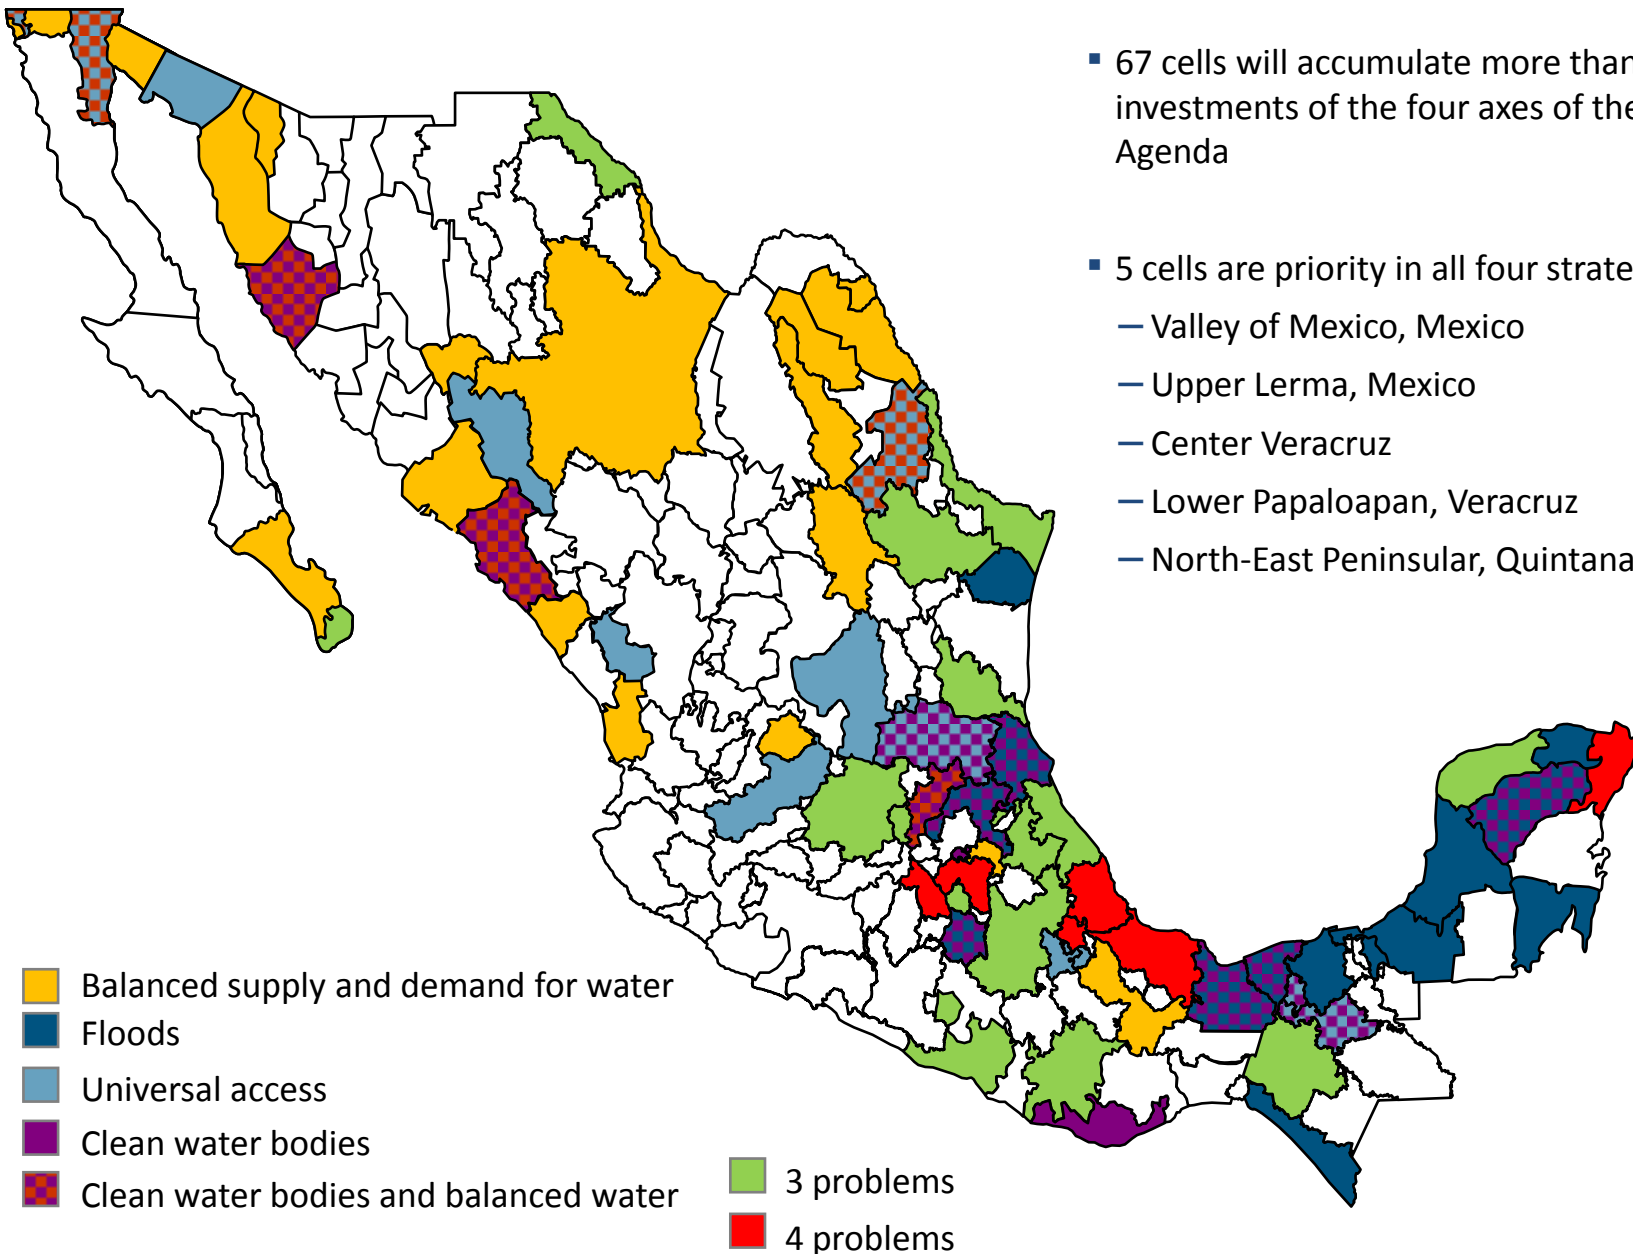 ▪ 67 cells will accumulate more than
investments of the four axes of the
Agenda
▪ 5 cells are priority in all four strate
– Valley of Mexico, Mexico
– Upper Lerma, Mexico
– Center Veracruz
– Lower Papaloapan, Veracruz
– North-East Peninsular, Quintana
Balanced supply and demand for water
Floods
Universal access
Clean water bodies
Clean water bodies and balanced water
3 problems
4 problems